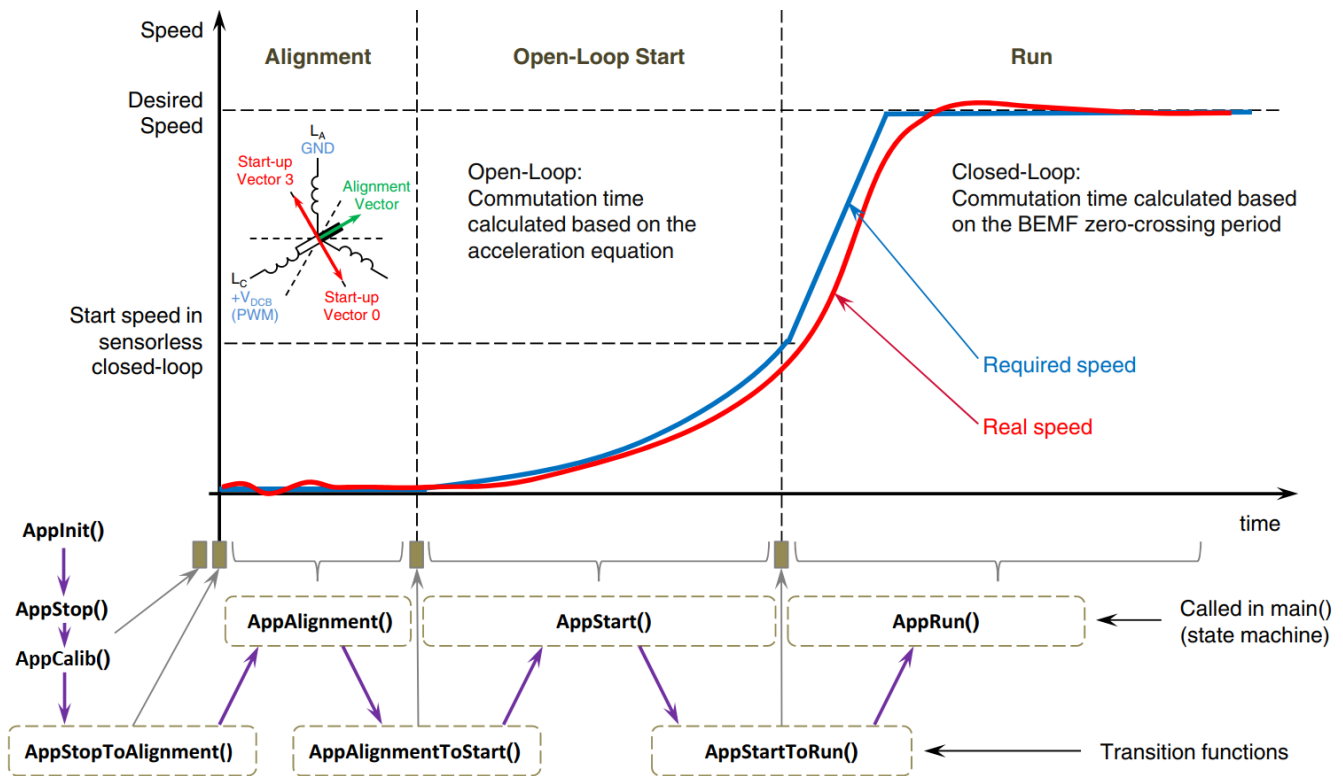 Speed
Alignment
Open-Loop Start
Run
Desired
Speed
L_A
GND
Start-up
Vector 3
Alignment
Vector
L_C
+V_DCB
(PWM)
Start-up
Vector 0
Open-Loop:
Commutation time
calculated based on the
acceleration equation
Closed-Loop:
Commutation time calculated based
on the BEMF zero-crossing period
Start speed in
sensorless
closed-loop
Required speed
Real speed
time
AppInit()
AppStop()
AppCalib()
AppAlignment()
AppStart()
AppRun()
Called in main()
(state machine)
AppStopToAlignment()
AppAlignmentToStart()
AppStartToRun()
Transition functions